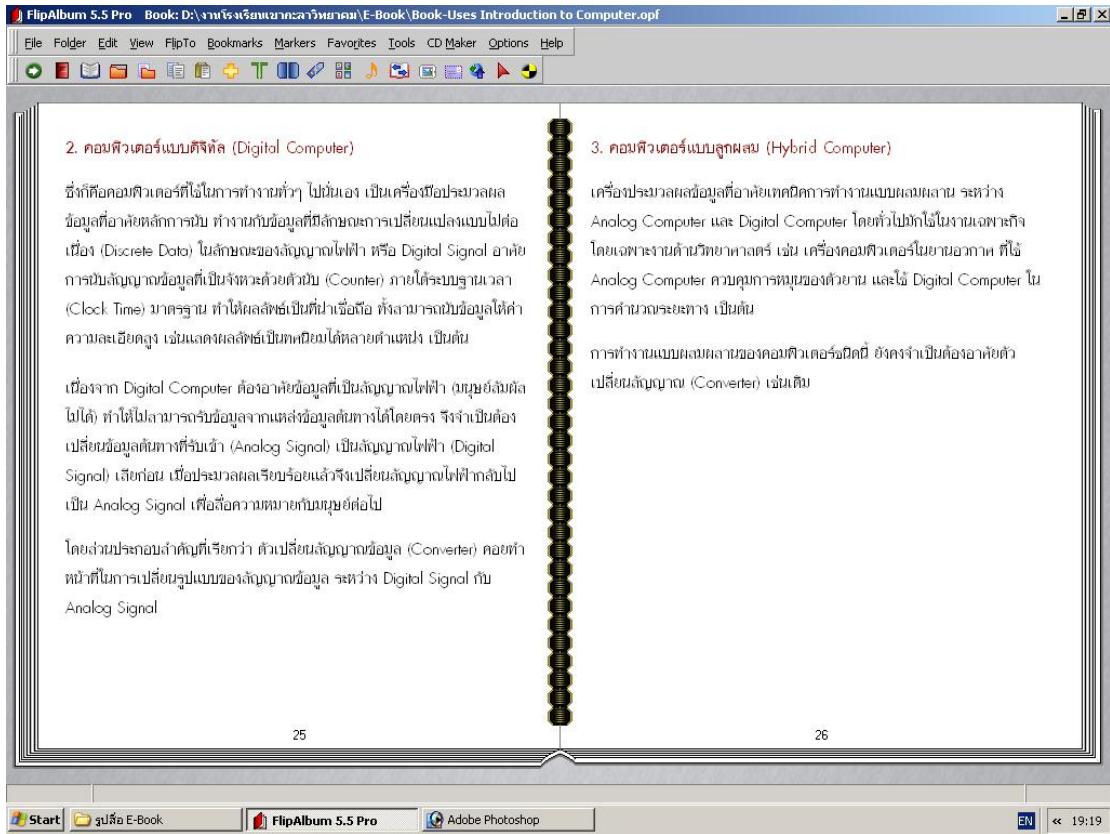 FlipAlbum 5.5 Pro Book: D:\งานโรงเรียนเขากะลาวิทยาคม\E-Book\Book-Uses Introduction to Computer.opf
File Folder Edit View FlipTo Bookmarks Markers Favorites Tools CD Maker Options Help
2. คอมพิวเตอร์แบบดิจิทัล (Digital Computer)
ซึ่งก็คือคอมพิวเตอร์ที่ใช้ในการทำงานทั่วๆ ไปนั่นเอง เป็นเครื่องมือประมวลผล
ข้อมูลที่อาศัยหลักการนับ ทำงานกับข้อมูลที่มีลักษณะการเปลี่ยนแปลงแบบไม่ต่อ
เนื่อง (Discrete Data) ในลักษณะของสัญญาณไฟฟ้า หรือ Digital Signal อาศัย
การนับสัญญาณข้อมูลที่เป็นจังหวะด้วยตัวนับ (Counter) ภายใต้ระบบฐานเวลา
(Clock Time) มาตรฐาน ทำให้ผลลัพธ์เป็นที่น่าเชื่อถือ ทั้งสามารถนับข้อมูลให้ค่า
ความละเอียดสูง เช่นแสดงผลลัพธ์เป็นทศนิยมได้หลายตำแหน่ง เป็นต้น
เนื่องจาก Digital Computer ต้องอาศัยข้อมูลที่เป็นสัญญาณไฟฟ้า (มนุษย์สัมผัส
ไม่ได้) ทำให้ไม่สามารถรับข้อมูลจากแหล่งข้อมูลต้นทางได้โดยตรง จึงจำเป็นต้อง
เปลี่ยนข้อมูลต้นทางที่รับเข้า (Analog Signal) เป็นสัญญาณไฟฟ้า (Digital
Signal) เสียก่อน เมื่อประมวลผลเรียบร้อยแล้วจึงเปลี่ยนสัญญาณไฟฟ้ากลับไป
เป็น Analog Signal เพื่อสื่อความหมายกับมนุษย์ต่อไป
โดยส่วนประกอบสำคัญที่เรียกว่า ตัวเปลี่ยนสัญญาณข้อมูล (Converter) คอยทำ
หน้าที่ในการเปลี่ยนรูปแบบของสัญญาณข้อมูล ระหว่าง Digital Signal กับ
Analog Signal
25
3. คอมพิวเตอร์แบบลูกผสม (Hybrid Computer)
เครื่องประมวลผลข้อมูลที่อาศัยเทคนิคการทำงานแบบผสมผสาน ระหว่าง
Analog Computer และ Digital Computer โดยทั่วไปมักใช้ในงานเฉพาะกิจ
โดยเฉพาะงานด้านวิทยาศาสตร์ เช่น เครื่องคอมพิวเตอร์ในยานอวกาศ ที่ใช้
Analog Computer ควบคุมการหมุนของตัวยาน และใช้ Digital Computer ใน
การคำนวณระยะทาง เป็นต้น
การทำงานแบบผสมผสานของคอมพิวเตอร์ชนิดนี้ ยังคงจำเป็นต้องอาศัยตัว
เปลี่ยนสัญญาณ (Converter) เช่นเดิม
26
Start รูปสื่อ E-Book FlipAlbum 5.5 Pro Adobe Photoshop EN « 19:19